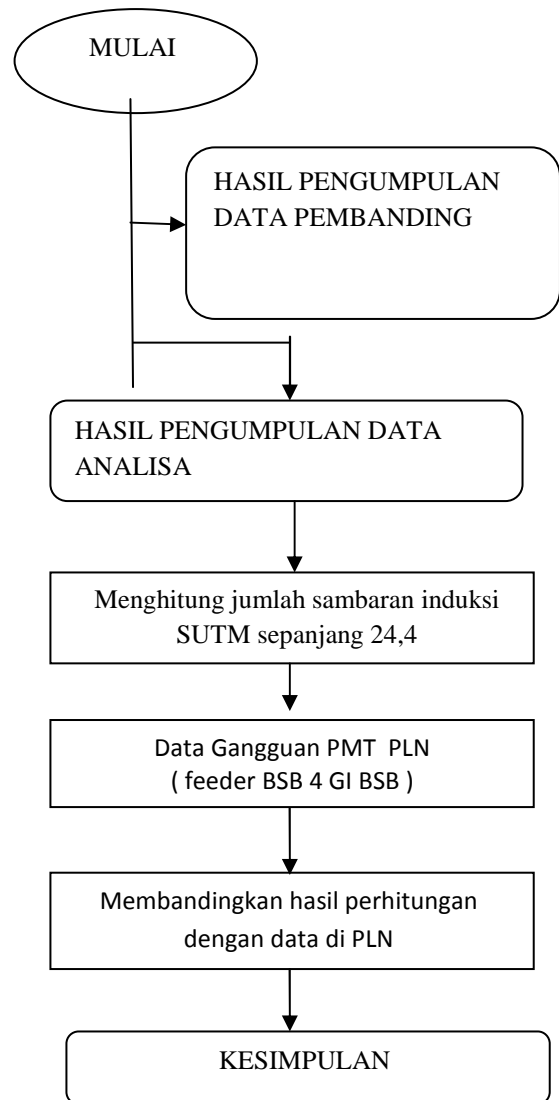 MULAI
HASIL PENGUMPULAN
DATA PEMBANDING
HASIL PENGUMPULAN DATA
ANALISA
Menghitung jumlah sambaran induksi
SUTM sepanjang 24,4
Data Gangguan PMT PLN
( feeder BSB 4 GI BSB )
Membandingkan hasil perhitungan
dengan data di PLN
KESIMPULAN